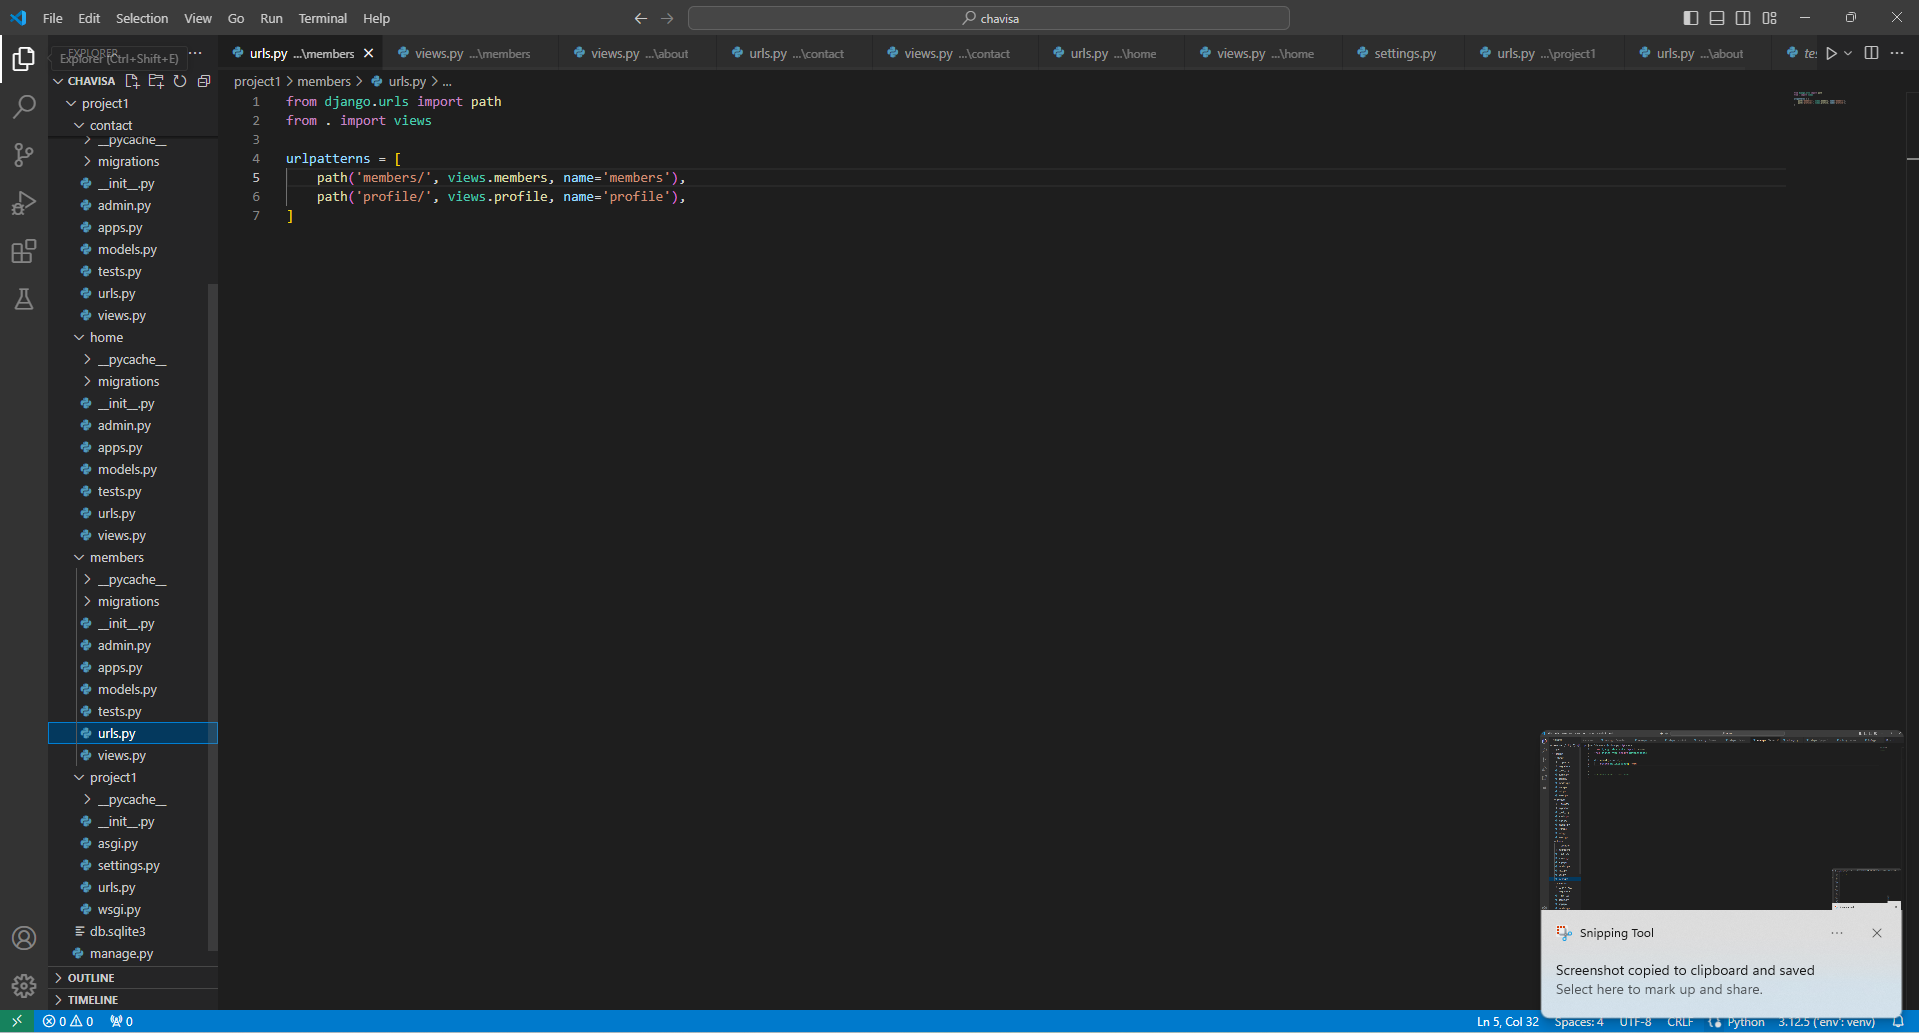 File Edit Selection View Go Run Terminal Help
chavisa
EXPLORER
Explorer (Ctrl+Shift+E)
urls.py ...\members
views.py ...\members
views.py ...\about
urls.py ...\contact
views.py ...\contact
urls.py ...\home
views.py ...\home
settings.py
urls.py ...\project1
urls.py ...\about
CHAVISA
project1 > members > urls.py > ...
project1
contact
__pycache__
migrations
__init__.py
admin.py
apps.py
models.py
tests.py
urls.py
views.py
home
__pycache__
migrations
__init__.py
admin.py
apps.py
models.py
tests.py
urls.py
views.py
members
__pycache__
migrations
__init__.py
admin.py
apps.py
models.py
tests.py
urls.py
views.py
project1
__pycache__
__init__.py
asgi.py
settings.py
urls.py
wsgi.py
db.sqlite3
manage.py
OUTLINE
TIMELINE
1 from django.urls import path
2 from . import views
3
4 urlpatterns = [
5 path('members/', views.members, name='members'),
6 path('profile/', views.profile, name='profile'),
7 ]
Snipping Tool
Screenshot copied to clipboard and saved
Select here to mark up and share.
0 0 0
Ln 5, Col 32 Spaces: 4 UTF-8 CRLF Python 3.12.5 ('env': venv)